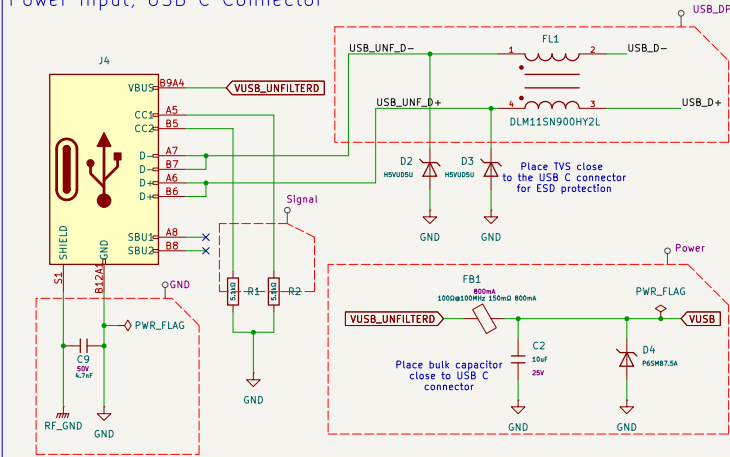 Power Input, USB C Connector
USB_DP
J4
FL1
USB_UNF_D-
1
2
USB_D-
VBUS
B9A4
VUSB_UNFILTERD
USB_UNF_D+
4
3
USB_D+
CC1
A5
CC2
B5
DLM11SN900HY2L
D-
A7
D-
B7
D+
A6
D+
B6
D2
H5VUD5U
D3
H5VUD5U
Place TVS close
to the USB C connector
for ESD protection
Signal
GND
GND
SBU1
A8
SBU2
B8
SHIELD
GND
S1
B12A1
GND
R1
5.1kΩ
R2
5.1kΩ
Power
FB1
800mA
100Ω@100MHz 150mΩ 800mA
PWR_FLAG
VUSB_UNFILTERD
VUSB
PWR_FLAG
C9
50V
4.7nF
C2
10uF
25V
D4
P6SMB7.5A
Place bulk capacitor
close to USB C
connector
GND
RF_GND
GND
GND
GND